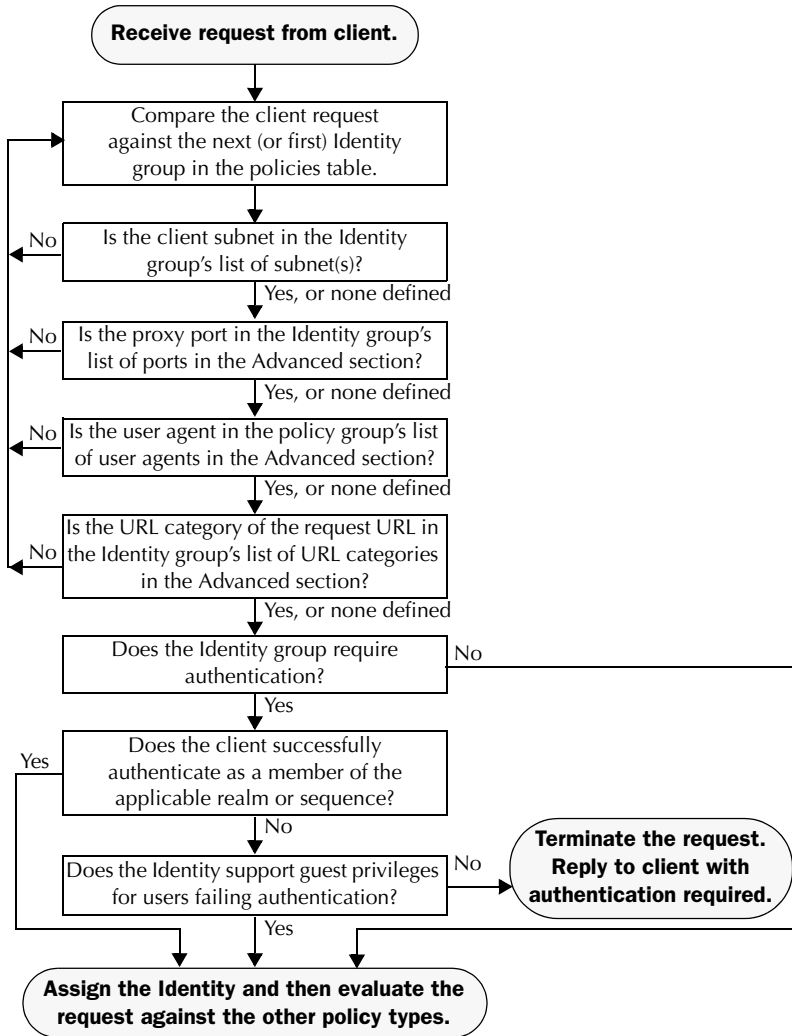 Receive request from client.
Compare the client request
against the next (or first) Identity
group in the policies table.
No
Is the client subnet in the Identity
group's list of subnet(s)?
Yes, or none defined
No
Is the proxy port in the Identity group's
list of ports in the Advanced section?
Yes, or none defined
No
Is the user agent in the policy group's list
of user agents in the Advanced section?
Yes, or none defined
No
Is the URL category of the request URL in
the Identity group's list of URL categories
in the Advanced section?
Yes, or none defined
Does the Identity group require
authentication?
No
Yes
Yes
Does the client successfully
authenticate as a member of the
applicable realm or sequence?
No
Does the Identity support guest privileges
for users failing authentication?
No
Terminate the request.
Reply to client with
authentication required.
Yes
Assign the Identity and then evaluate the
request against the other policy types.